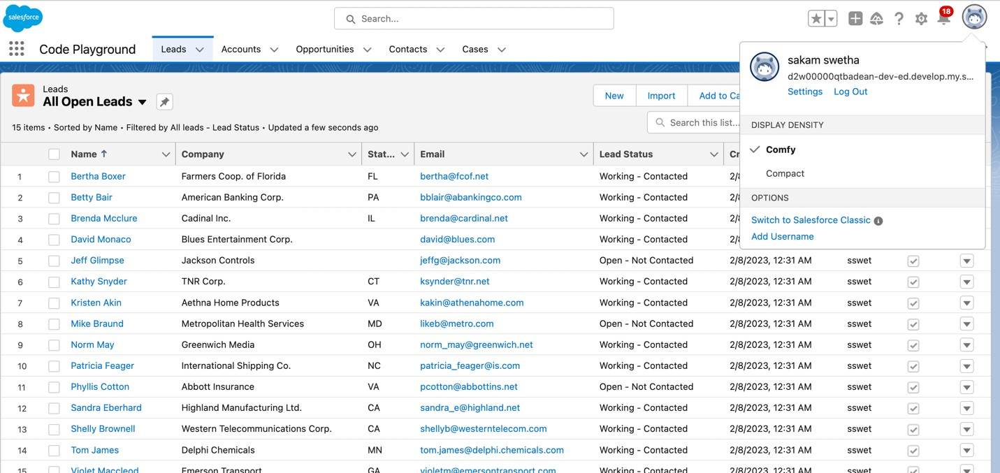 salesforce
Search...
18
Code Playground
Leads
Accounts
Opportunities
Contacts
Cases
sakam swetha
d2w00000qtbadean-dev-ed.develop.my.s...
Settings Log Out
DISPLAY DENSITY
Comfy
Compact
OPTIONS
Switch to Salesforce Classic
Add Username
Leads
All Open Leads
New Import Add to Ca
15 items • Sorted by Name • Filtered by All leads - Lead Status • Updated a few seconds ago
Search this list...
Name Company Stat... Email Lead Status Cr
1 Bertha Boxer Farmers Coop. of Florida FL bertha@fcof.net Working - Contacted 2/8
2 Betty Bair American Banking Corp. PA bblair@abankingco.com Working - Contacted 2/8
3 Brenda Mcclure Cadinal Inc. IL brenda@cardinal.net Working - Contacted 2/8
4 David Monaco Blues Entertainment Corp. david@blues.com Working - Contacted 2/8
5 Jeff Glimpse Jackson Controls jeffg@jackson.com Open - Not Contacted 2/8/2023, 12:31 AM sswet
6 Kathy Snyder TNR Corp. CT ksynder@tnr.net Working - Contacted 2/8/2023, 12:31 AM sswet
7 Kristen Akin Aethna Home Products VA kakin@athenahome.com Working - Contacted 2/8/2023, 12:31 AM sswet
8 Mike Braund Metropolitan Health Services MD likeb@metro.com Open - Not Contacted 2/8/2023, 12:31 AM sswet
9 Norm May Greenwich Media OH norm_may@greenwich.net Working - Contacted 2/8/2023, 12:31 AM sswet
10 Patricia Feager International Shipping Co. NC patricia_feager@is.com Working - Contacted 2/8/2023, 12:31 AM sswet
11 Phyllis Cotton Abbott Insurance VA pcotton@abbottins.net Open - Not Contacted 2/8/2023, 12:31 AM sswet
12 Sandra Eberhard Highland Manufacturing Ltd. CA sandra_e@highland.net Working - Contacted 2/8/2023, 12:31 AM sswet
13 Shelly Brownell Western Telecommunications Corp. CA shellyb@westerntelecom.com Working - Contacted 2/8/2023, 12:31 AM sswet
14 Tom James Delphi Chemicals MN tom.james@delphi.chemicals.com Working - Contacted 2/8/2023, 12:31 AM sswet
15 Violet Maccleod Emerson Transport GA violetm@emersontransport.com Working - Contacted 2/8/2023, 12:31 AM sswet